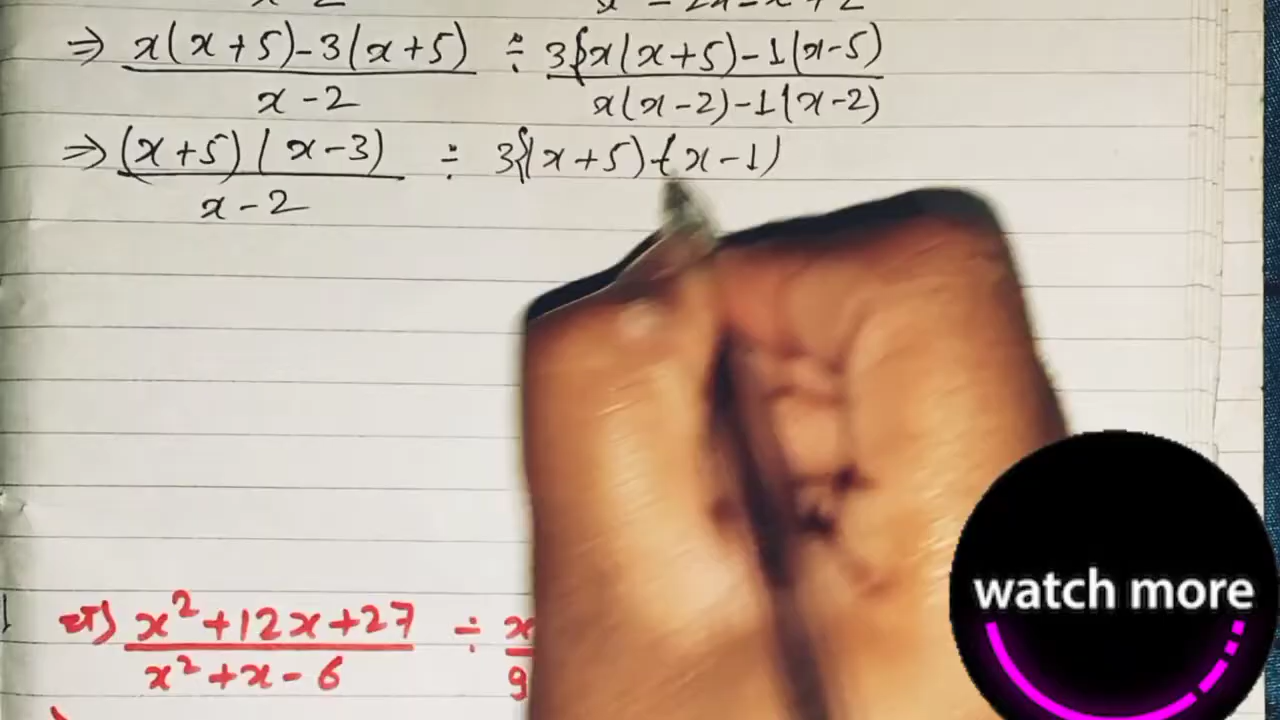 ⇒ x(x+5)-3(x+5) ÷ 3{x(x+5)-1(x-5)
x-2 x(x-2)-1(x-2)
⇒ (x+5)(x-3) ÷ 3{(x+5)(x-1)
x-2
x²+12x+27 ÷ x
x²+x-6 9
watch more